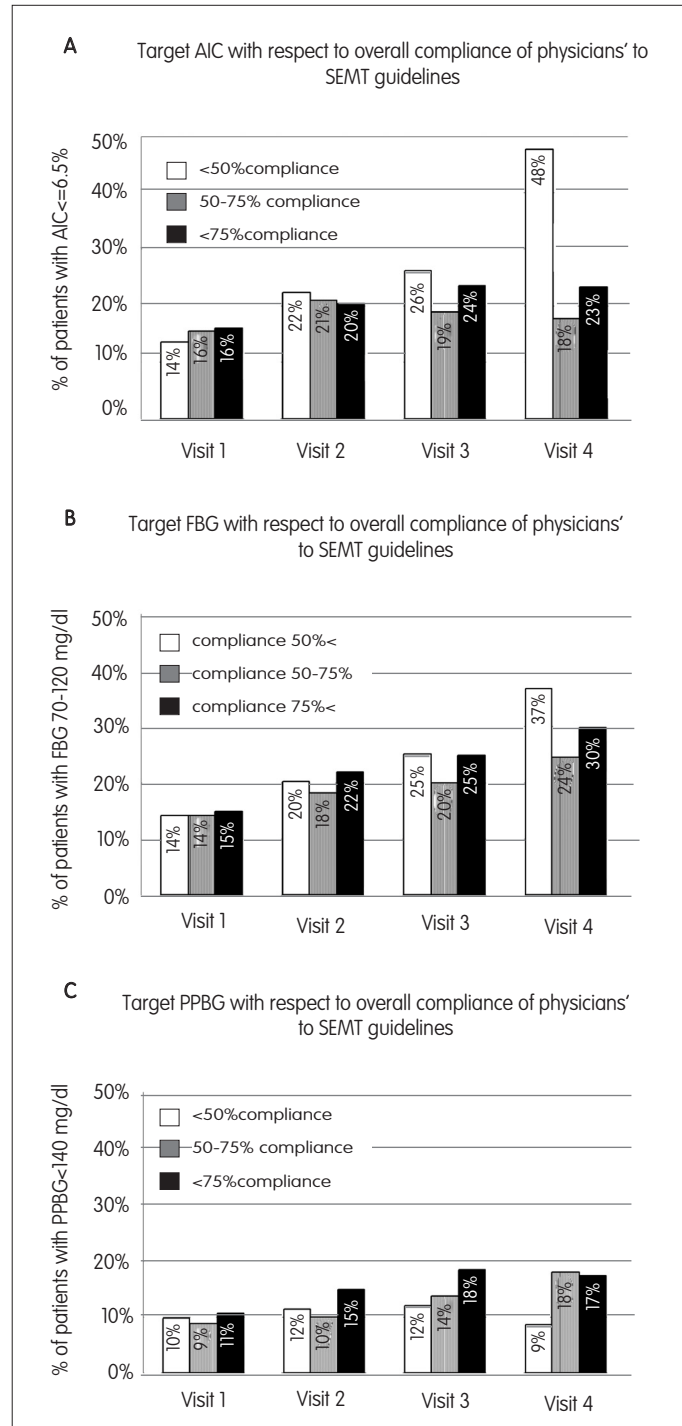 A
Target AIC with respect to overall compliance of physicians' to
SEMT guidelines
% of patients with AIC<=6.5%
50%
40%
30%
20%
10%
0%
<50%compliance
50-75% compliance
<75%compliance
14%
16%
16%
22%
21%
20%
26%
19%
24%
48%
18%
23%
Visit 1
Visit 2
Visit 3
Visit 4
B
Target FBG with respect to overall compliance of physicians'
to SEMT guidelines
% of patients with FBG 70-120 mg/dl
50%
40%
30%
20%
10%
0%
compliance 50%<
compliance 50-75%
compliance 75%<
14%
14%
15%
20%
18%
22%
25%
20%
25%
37%
24%
30%
Visit 1
Visit 2
Visit 3
Visit 4
C
Target PPBG with respect to overall compliance of physicians'
to SEMT guidelines
% of patients with PPBG<140 mg/dl
50%
40%
30%
20%
10%
0%
<50%compliance
50-75% compliance
<75%compliance
10%
9%
11%
12%
10%
15%
12%
14%
18%
9%
18%
17%
Visit 1
Visit 2
Visit 3
Visit 4